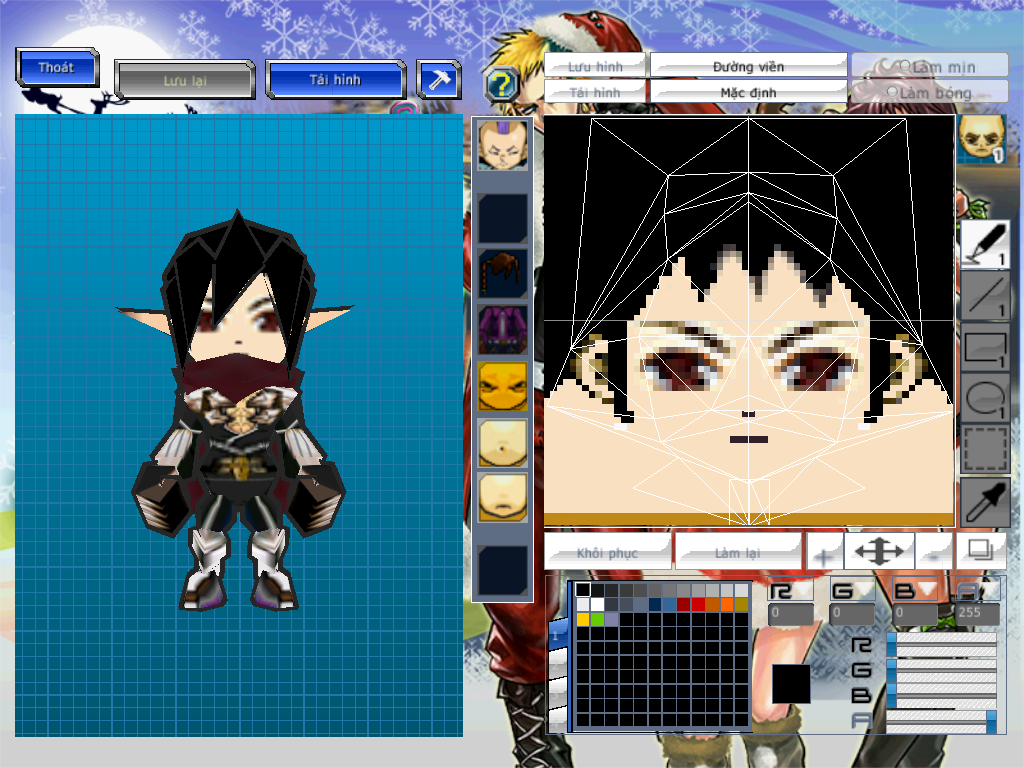 Thoát
Lưu lại
Tải hình
?
Lưu hình
Đường viền
Làm mịn
Tải hình
Mặc định
Làm bóng
1
1
1
1
1
Khôi phục
Làm lại
+
-
1
R
G
B
A
0
0
0
255
R
G
B
A